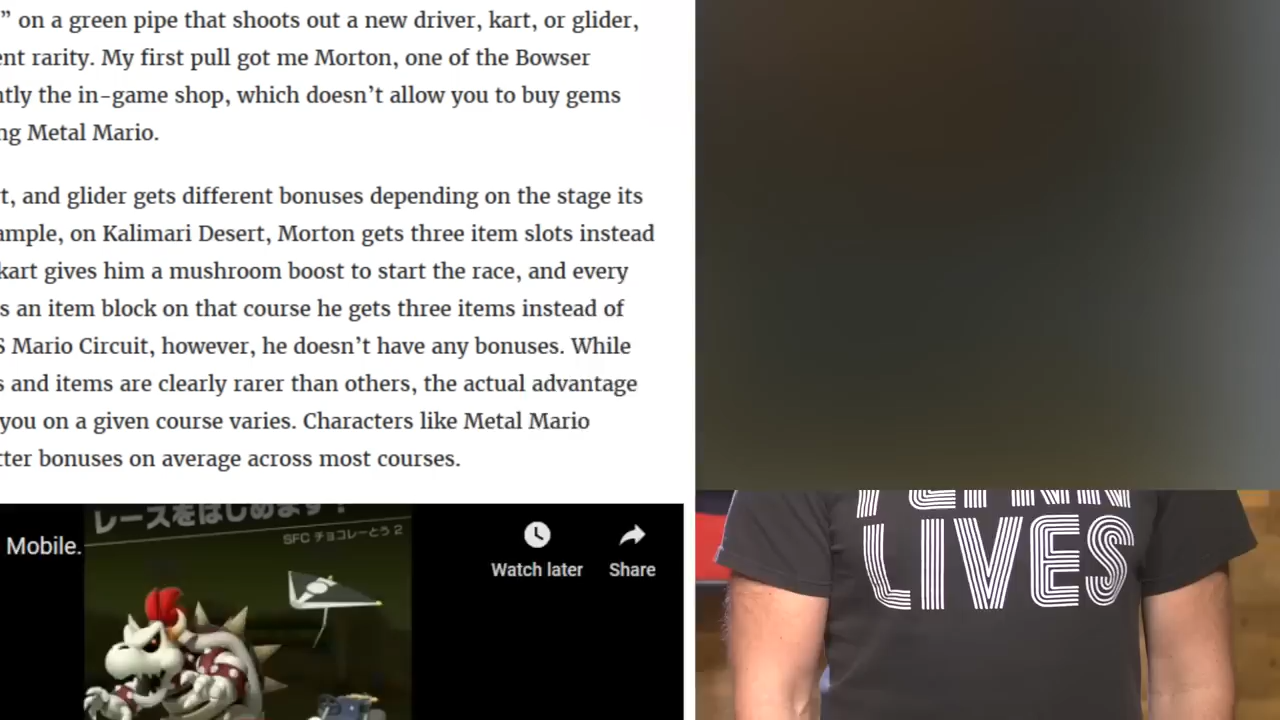 ” on a green pipe that shoots out a new driver, kart, or glider,
ent rarity. My first pull got me Morton, one of the Bowser
ntly the in-game shop, which doesn’t allow you to buy gems
ng Metal Mario.
t, and glider gets different bonuses depending on the stage its
ample, on Kalimari Desert, Morton gets three item slots instead
kart gives him a mushroom boost to start the race, and every
s an item block on that course he gets three items instead of
S Mario Circuit, however, he doesn’t have any bonuses. While
s and items are clearly rarer than others, the actual advantage
you on a given course varies. Characters like Metal Mario
tter bonuses on average across most courses.
レースをはじめます!
SFC チョコレーとう 2
Mobile.
Watch later
Share
FLYNN
LIVES